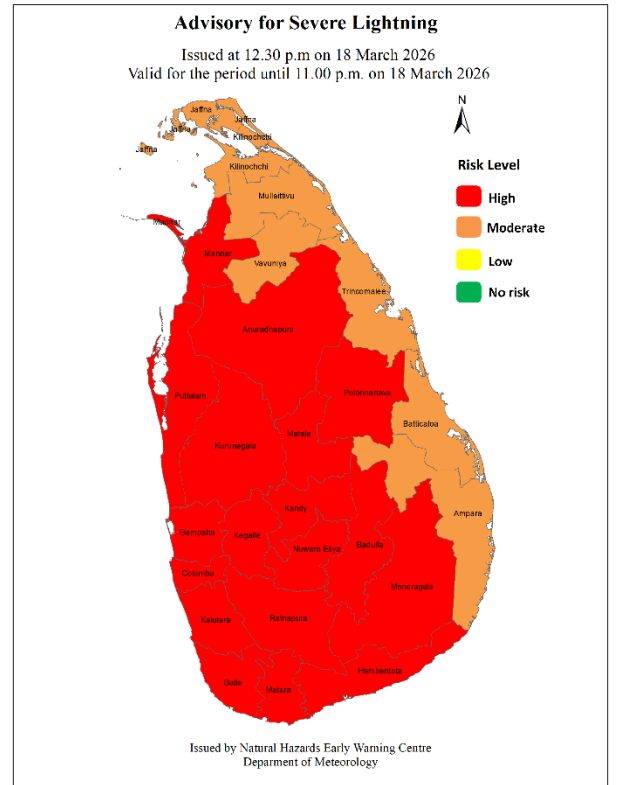 Advisory for Severe Lightning
Issued at 12.30 p.m on 18 March 2026
Valid for the period until 11.00 p.m. on 18 March 2026
N
Risk Level
High
Moderate
Low
No risk
Jaffna
Jaffna
Jaffna
Kilinochchi
Jaffna
Kilinochchi
Mullaittivu
Mannar
Mannar
Vavuniya
Trincomalee
Anuradhapura
Puttalam
Polonnaruwa
Batticaloa
Kurunegala
Matale
Kandy
Ampara
Gampaha
Kegalle
Nuwara Eliya
Badulla
Colombo
Moneragala
Kalutara
Ratnapura
Hambantota
Galle
Matara
Issued by Natural Hazards Early Warning Centre
Deparment of Meteorology